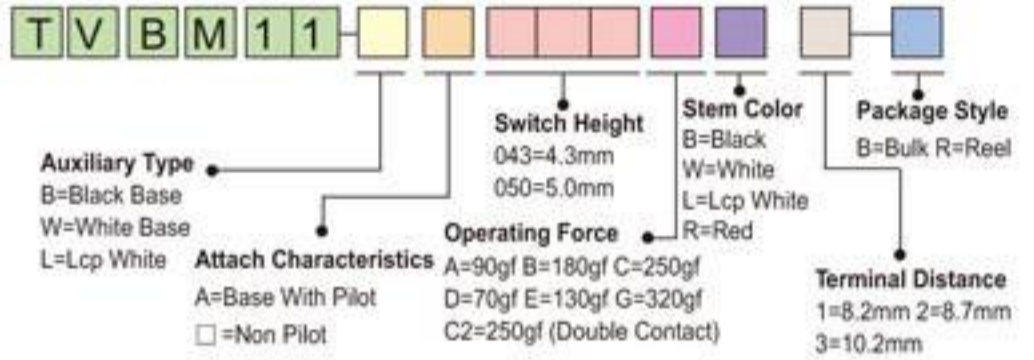 TVBM11-
Switch Height
043=4.3mm
050=5.0mm
Stem Color
B=Black
W=White
L=Lcp White
R=Red
Package Style
B=Bulk R=Reel
Auxiliary Type
B=Black Base
W=White Base
L=Lcp White
Attach Characteristics
A=Base With Pilot
□ =Non Pilot
Operating Force
A=90gf B=180gf C=250gf
D=70gf E=130gf G=320gf
C2=250gf (Double Contact)
Terminal Distance
1=8.2mm 2=8.7mm
3=10.2mm